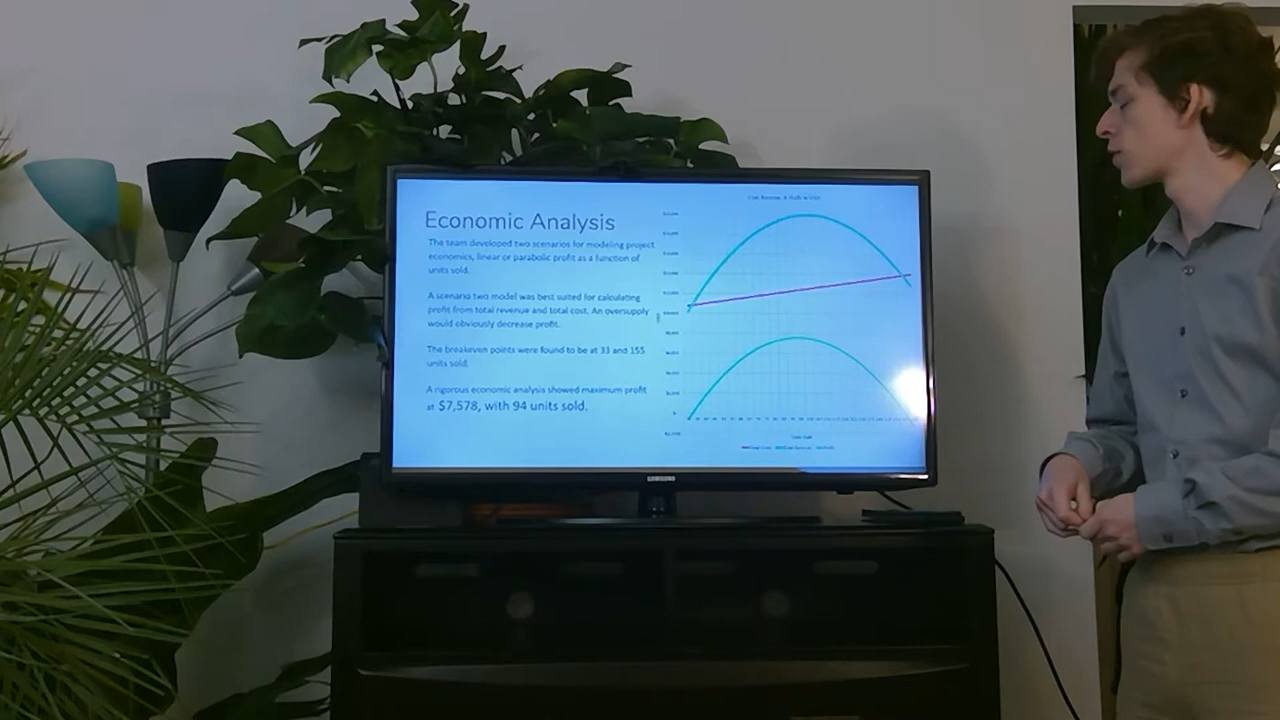 Economic Analysis
The team developed two scenarios for modeling project
economics, linear or parabolic profit as a function of
units sold.
A scenario two model was best suited for calculating
profit from total revenue and total cost. An oversupply
would obviously decrease profit.
The breakeven points were found to be at 33 and 155
units sold.
A rigorous economic analysis showed maximum profit
at $7,578, with 94 units sold.
SAMSUNG